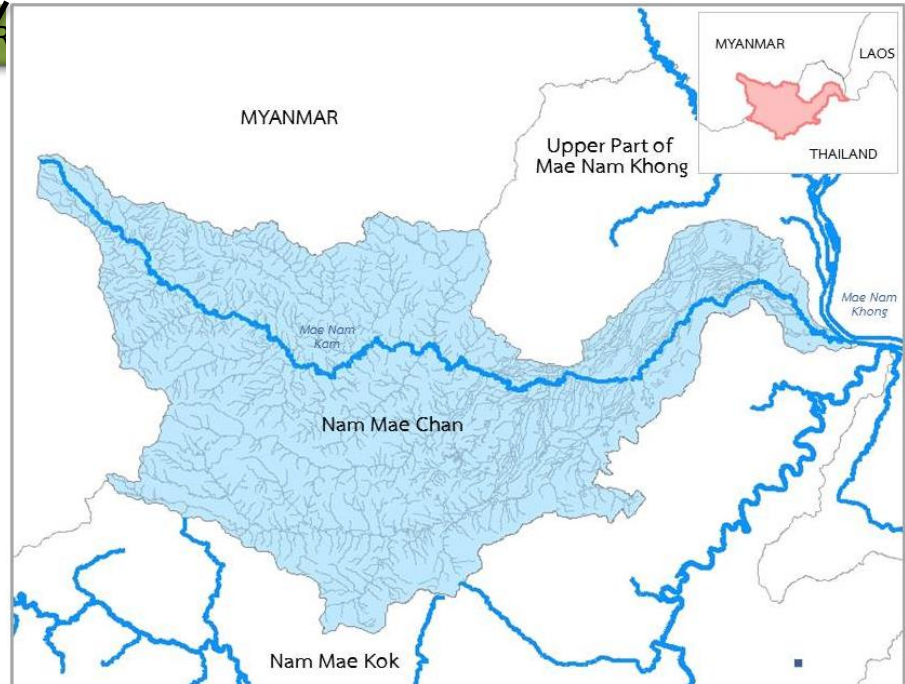 MYANMAR
Upper Part of
Mae Nam Khong
MYANMAR
LAOS
THAILAND
Mae Nam
Khong
Mae Nam
Kam
Nam Mae Chan
Nam Mae Kok